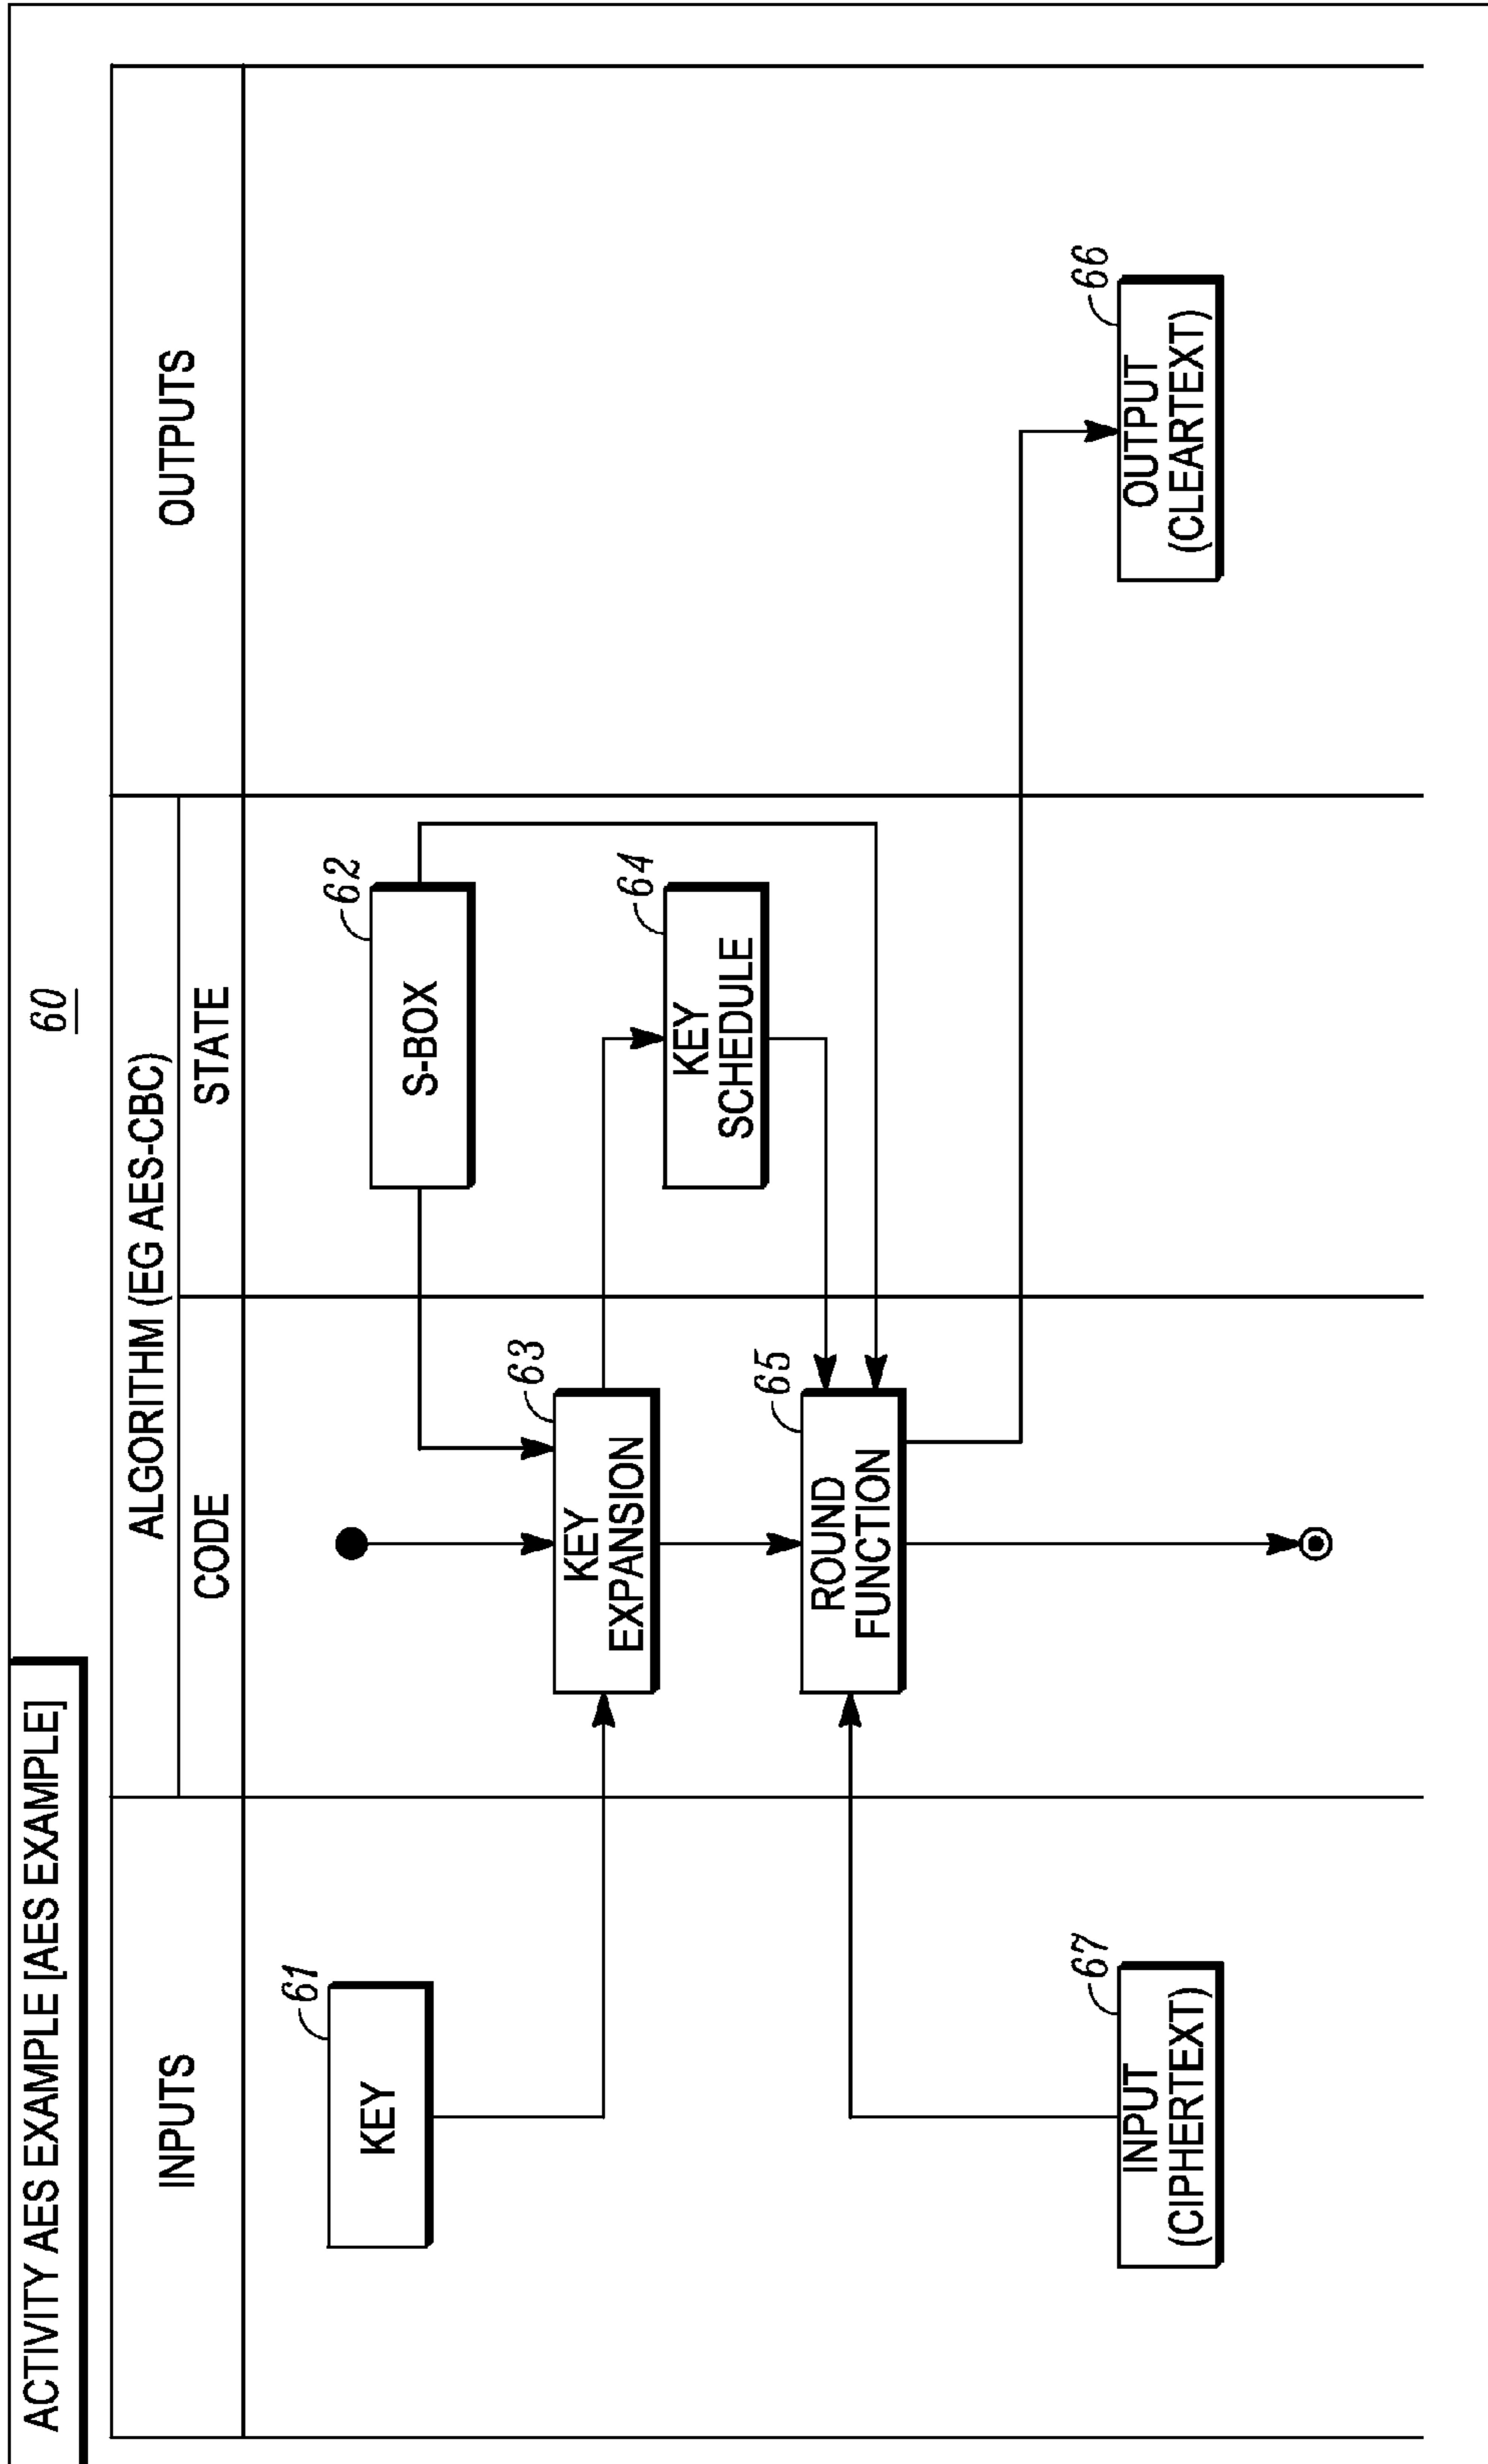 ACTIVITY AES EXAMPLE [AES EXAMPLE]
60
INPUTS
ALGORITHM (EG AES-CBC)
OUTPUTS
CODE
STATE
61
KEY
62
S-BOX
63
KEY
EXPANSION
64
KEY
SCHEDULE
65
ROUND
FUNCTION
67
INPUT
(CIPHERTEXT)
66
OUTPUT
(CLEARTEXT)